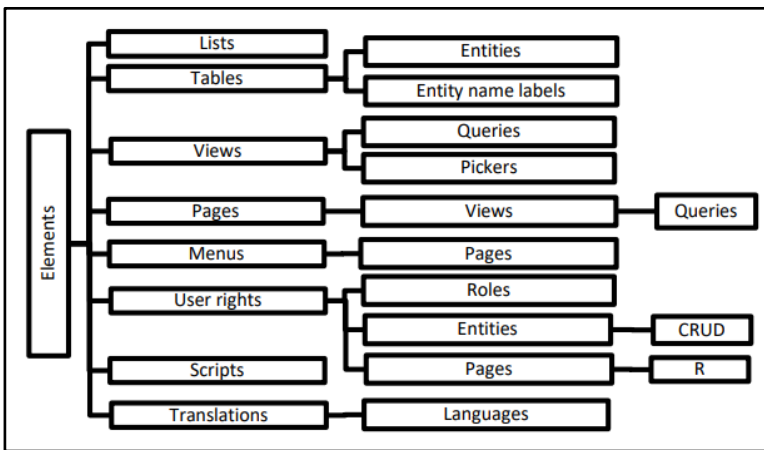 Elements
Lists
Tables
Entities
Entity name labels
Views
Queries
Pickers
Pages
Views
Queries
Menus
Pages
User rights
Roles
Entities
CRUD
Pages
R
Scripts
Translations
Languages